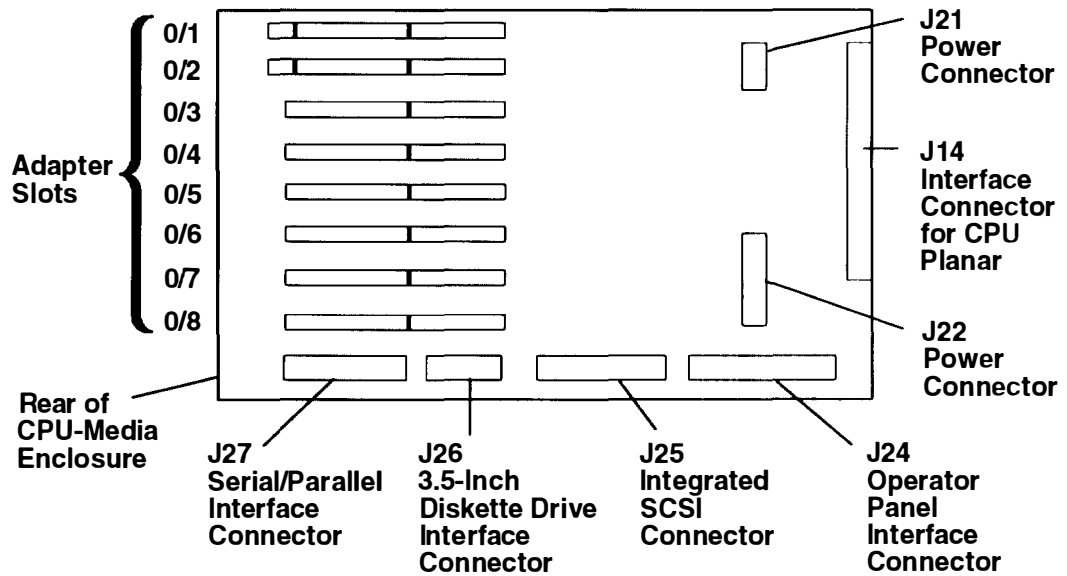 0/1
0/2
0/3
0/4
0/5
0/6
0/7
0/8
Adapter
Slots
J21
Power
Connector
J14
Interface
Connector
for CPU
Planar
J22
Power
Connector
Rear of
CPU-Media
Enclosure
J27
Serial/Parallel
Interface
Connector
J26
3.5-Inch
Diskette Drive
Interface
Connector
J25
Integrated
SCSI
Connector
J24
Operator
Panel
Interface
Connector